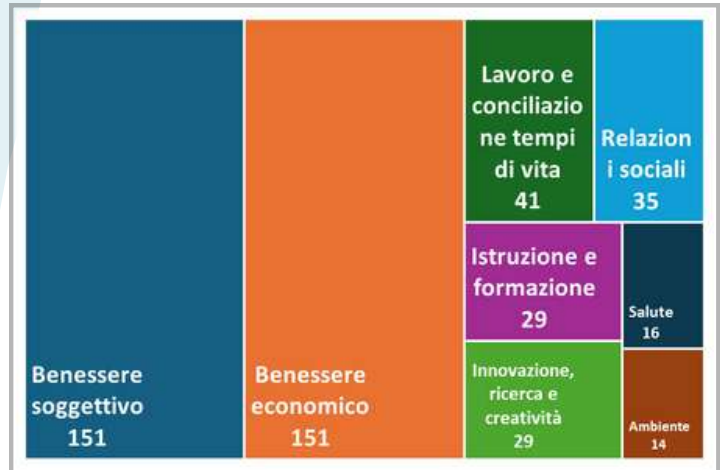 Benessere
soggettivo
151
Benessere
economico
151
Lavoro e
conciliazio
ne tempi
di vita
41
Relazion
i sociali
35
Istruzione e
formazione
29
Salute
16
Innovazione,
ricerca e
creatività
29
Ambiente
14